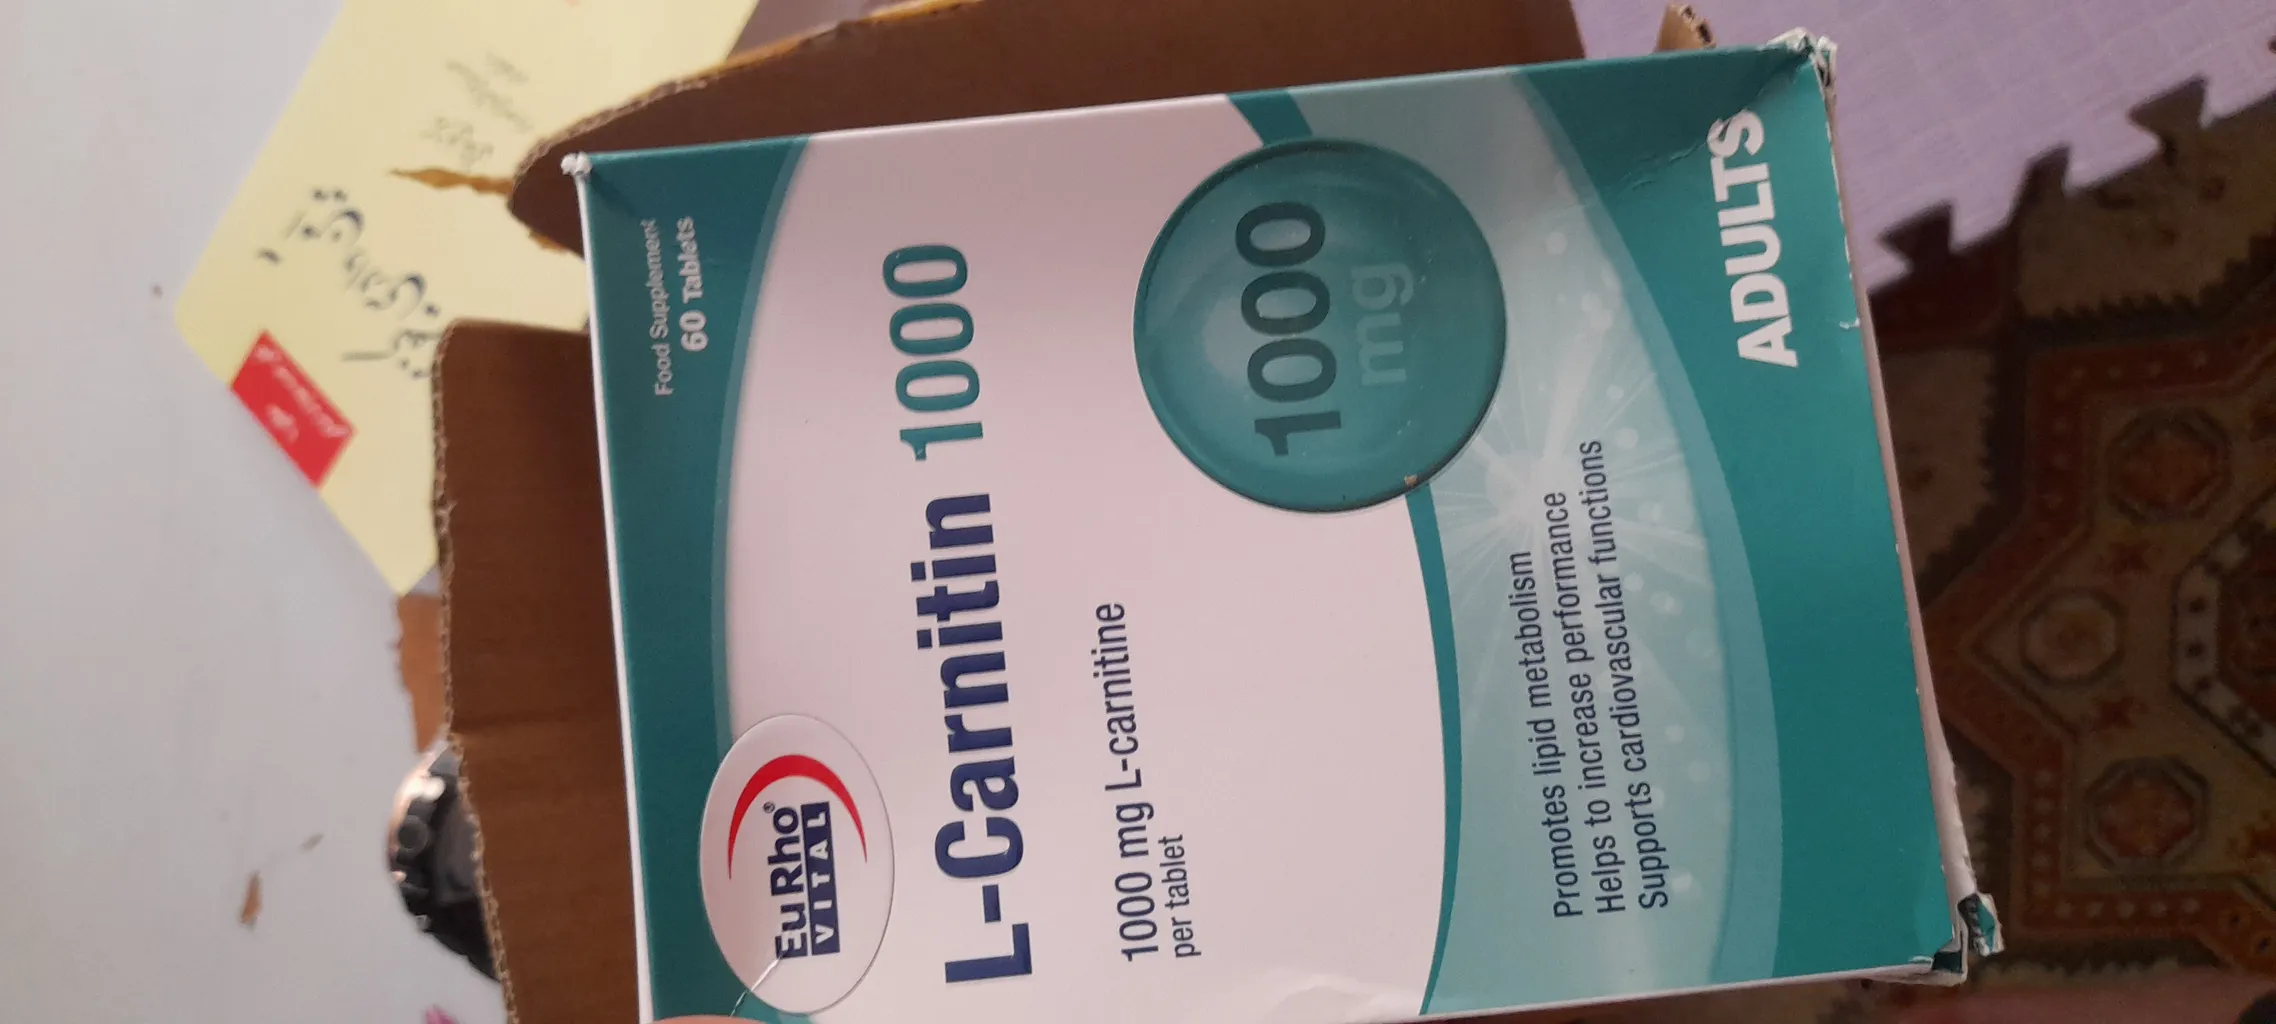 Food Supplement
60 Tablets
EuRho®
VITAL
L-Carnitin 1000
1000 mg L-carnitine
per tablet
1000
mg
Promotes lipid metabolism
Helps to increase performance
Supports cardiovascular functions
ADULTS